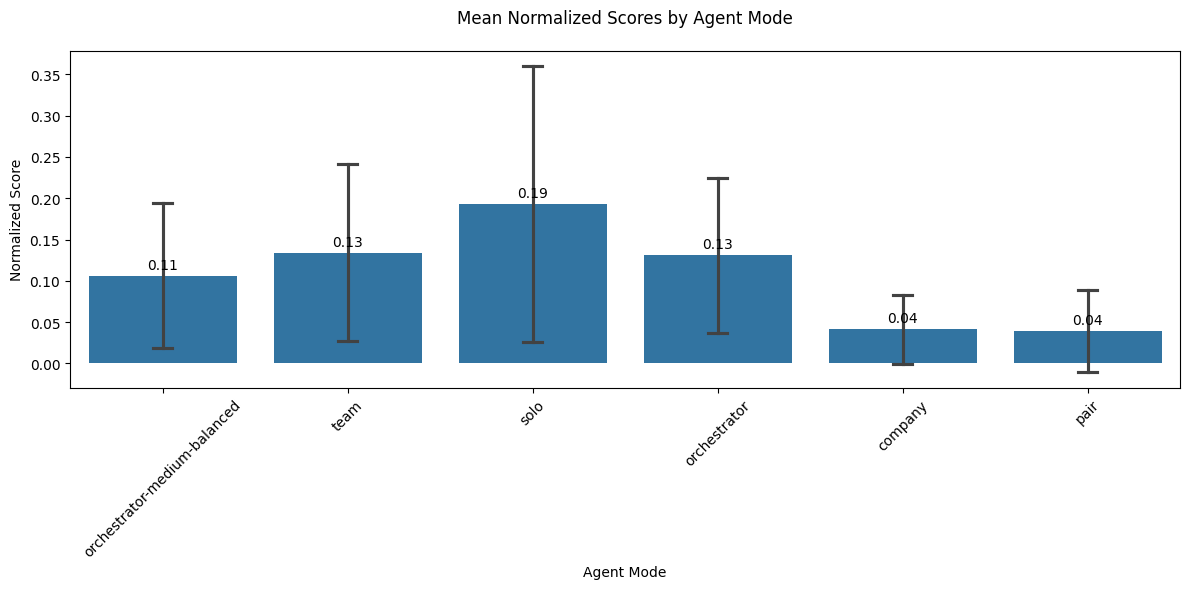 Mean Normalized Scores by Agent Mode
Normalized Score
0.35
0.30
0.25
0.20
0.15
0.10
0.05
0.00
0.11
0.13
0.19
0.13
0.04
0.04
orchestrator-medium-balanced
team
solo
orchestrator
company
pair
Agent Mode